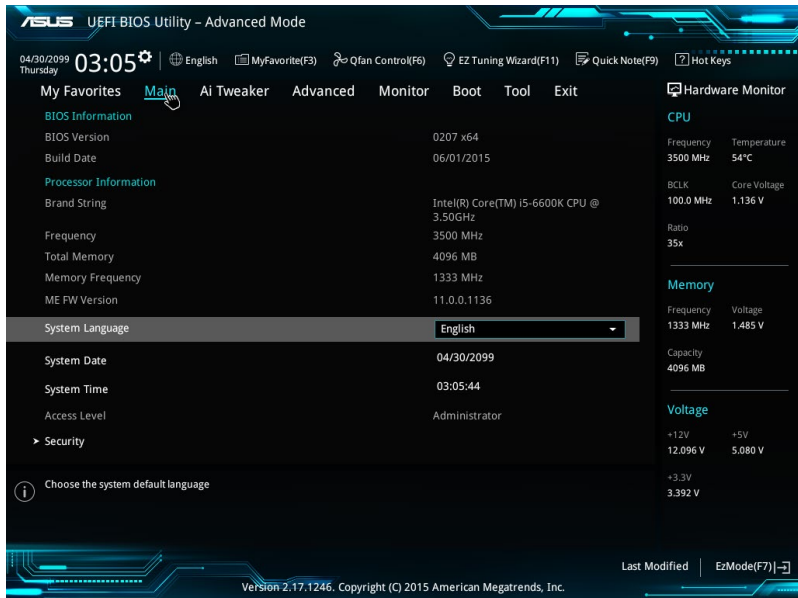 ASUS UEFI BIOS Utility – Advanced Mode
04/30/2099
Thursday
03:05
English
MyFavorite(F3)
Qfan Control(F6)
EZ Tuning Wizard(F11)
Quick Note(F9)
? Hot Keys
My Favorites Main Ai Tweaker Advanced Monitor Boot Tool Exit
BIOS Information
BIOS Version 0207 x64
Build Date 06/01/2015
Processor Information
Brand String Intel(R) Core(TM) i5-6600K CPU @
3.50GHz
Frequency 3500 MHz
Total Memory 4096 MB
Memory Frequency 1333 MHz
ME FW Version 11.0.0.1136
System Language English
System Date 04/30/2099
System Time 03:05:44
Access Level Administrator
Security
i Choose the system default language
Hardware Monitor
CPU
Frequency Temperature
3500 MHz 54°C
BCLK Core Voltage
100.0 MHz 1.136 V
Ratio
35x
Memory
Frequency Voltage
1333 MHz 1.485 V
Capacity
4096 MB
Voltage
+12V +5V
12.096 V 5.080 V
+3.3V
3.392 V
Last Modified EzMode(F7)
Version 2.17.1246. Copyright (C) 2015 American Megatrends, Inc.